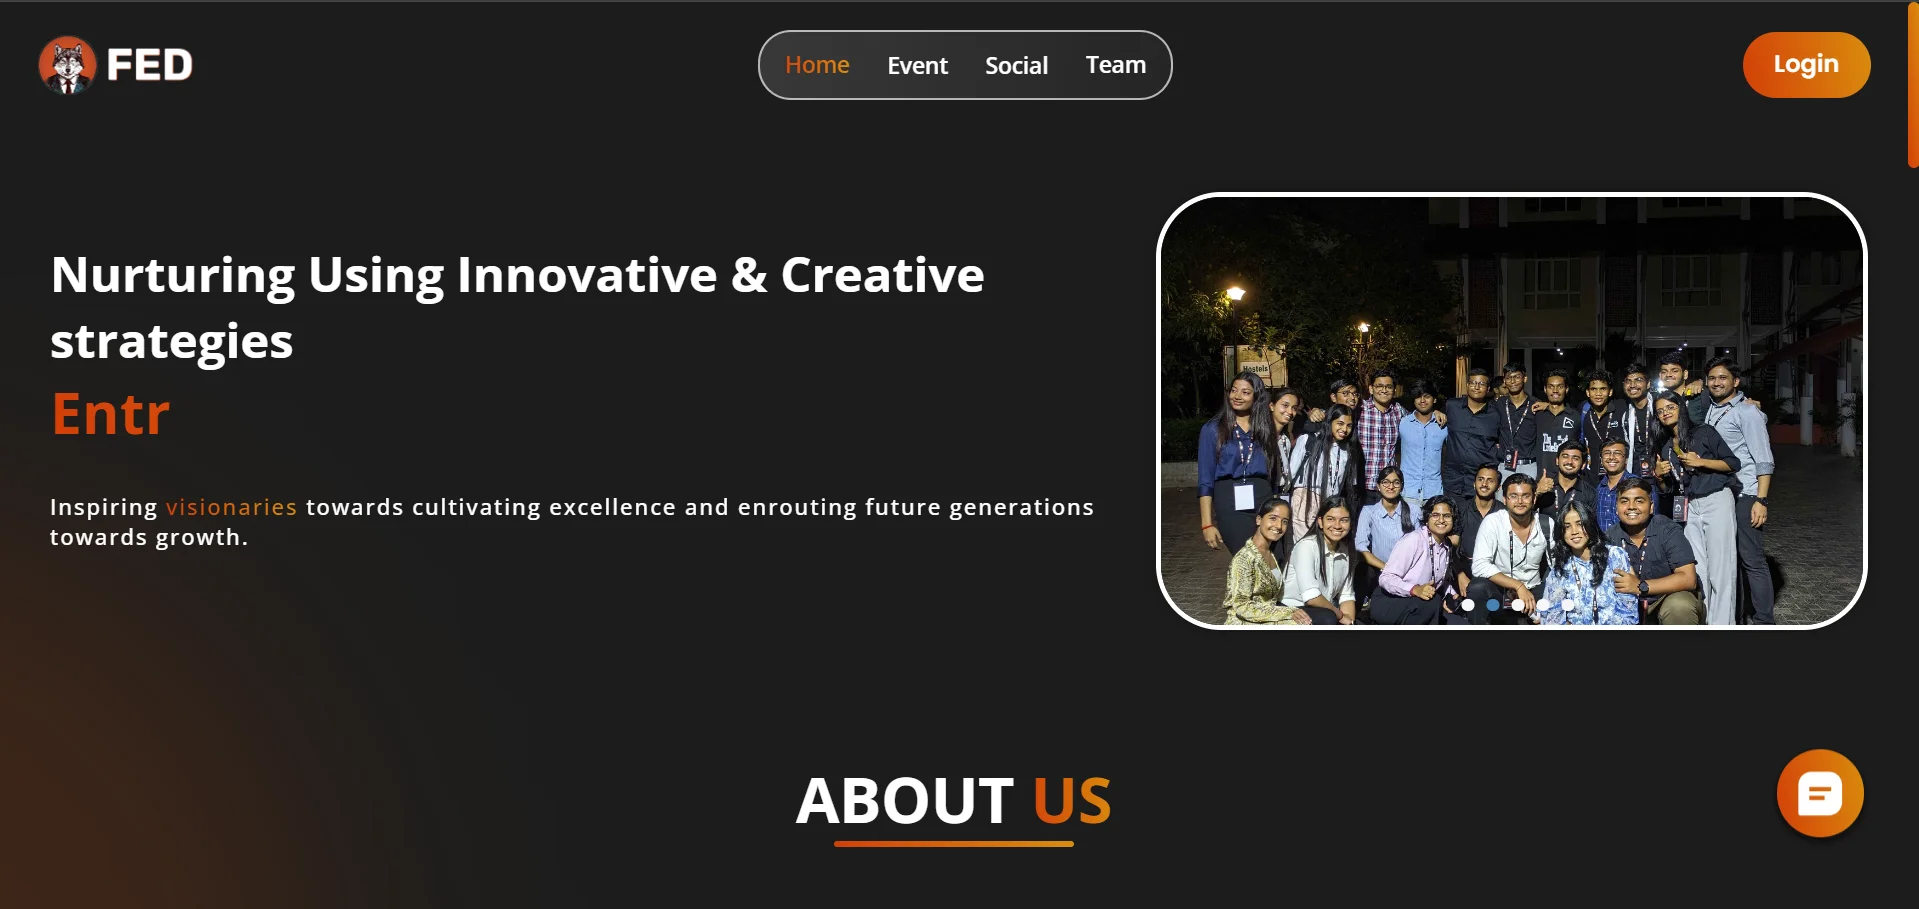 FED
Home Event Social Team
Login
Nurturing Using Innovative & Creative
strategies
Entr
Inspiring visionaries towards cultivating excellence and enrouting future generations
towards growth.
Hostels
ABOUT US